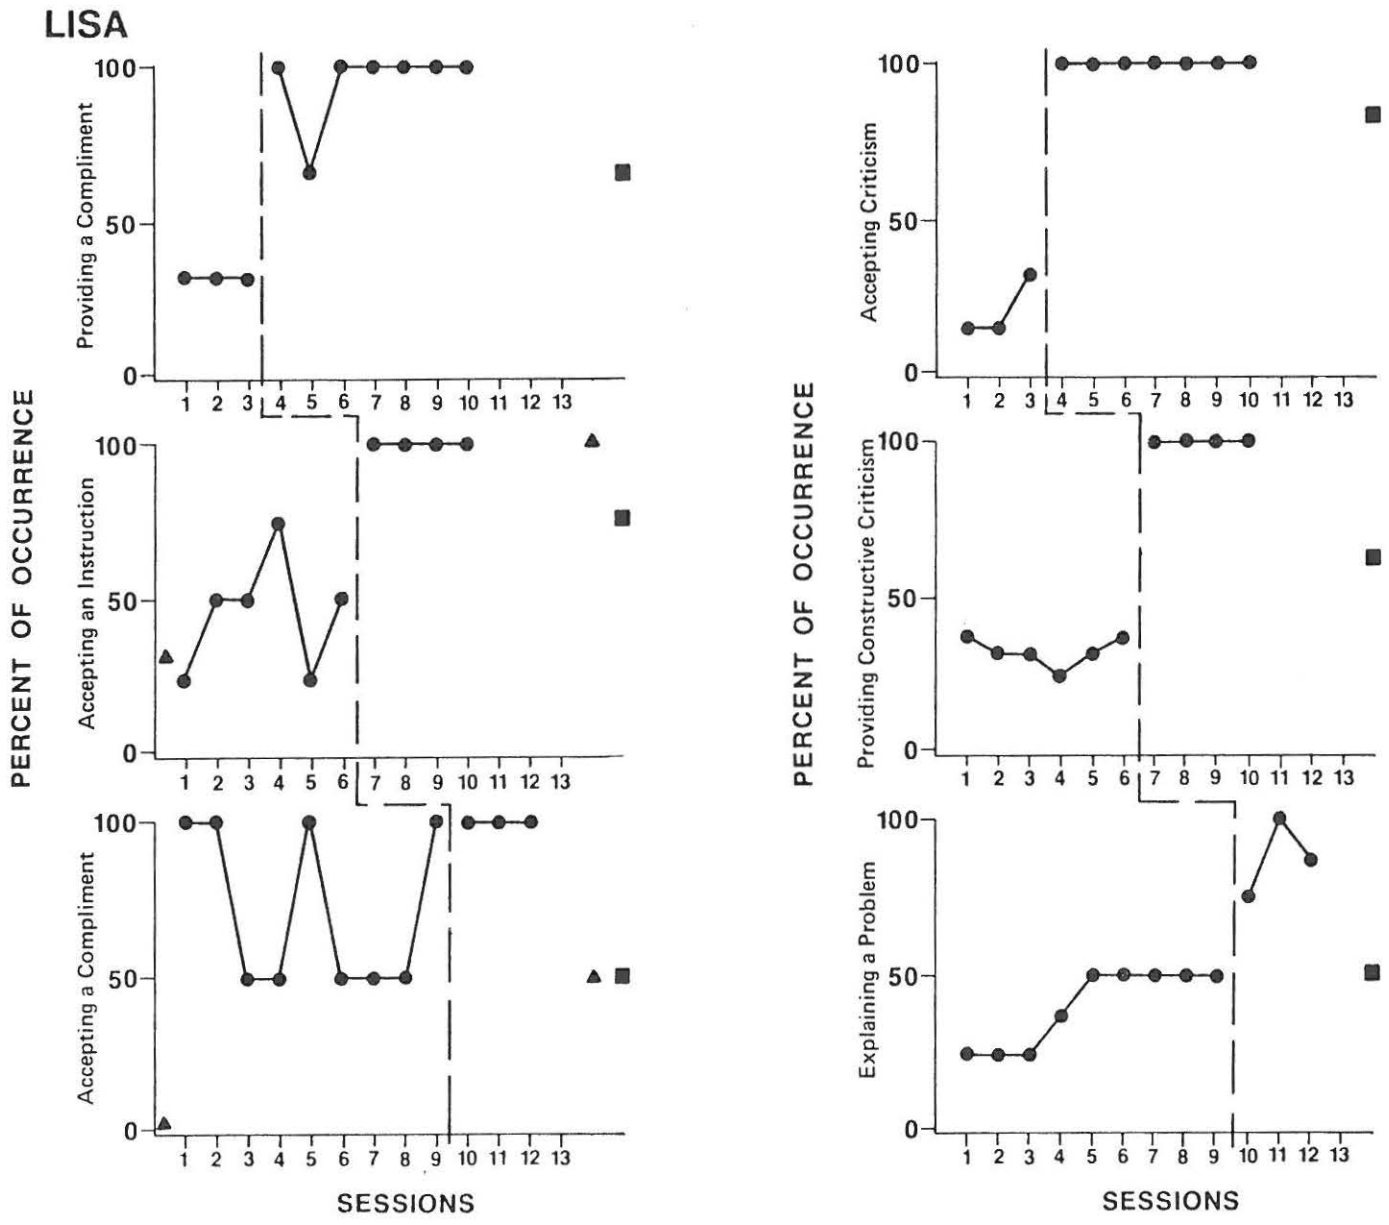 LISA
PERCENT OF OCCURRENCE
Providing a Compliment
100
50
0
1 2 3 4 5 6 7 8 9 10 11 12 13
Accepting an Instruction
100
50
0
1 2 3 4 5 6 7 8 9 10 11 12 13
Accepting a Compliment
100
50
0
1 2 3 4 5 6 7 8 9 10 11 12 13
SESSIONS
PERCENT OF OCCURRENCE
Accepting Criticism
100
50
0
1 2 3 4 5 6 7 8 9 10 11 12 13
Providing Constructive Criticism
100
50
0
1 2 3 4 5 6 7 8 9 10 11 12 13
Explaining a Problem
100
50
0
1 2 3 4 5 6 7 8 9 10 11 12 13
SESSIONS